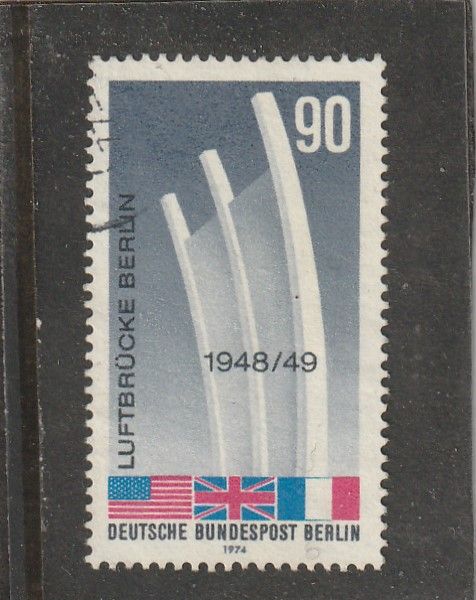 90
LUFTBRÜCKE BERLIN
1948/49
DEUTSCHE BUNDESPOST BERLIN
1974